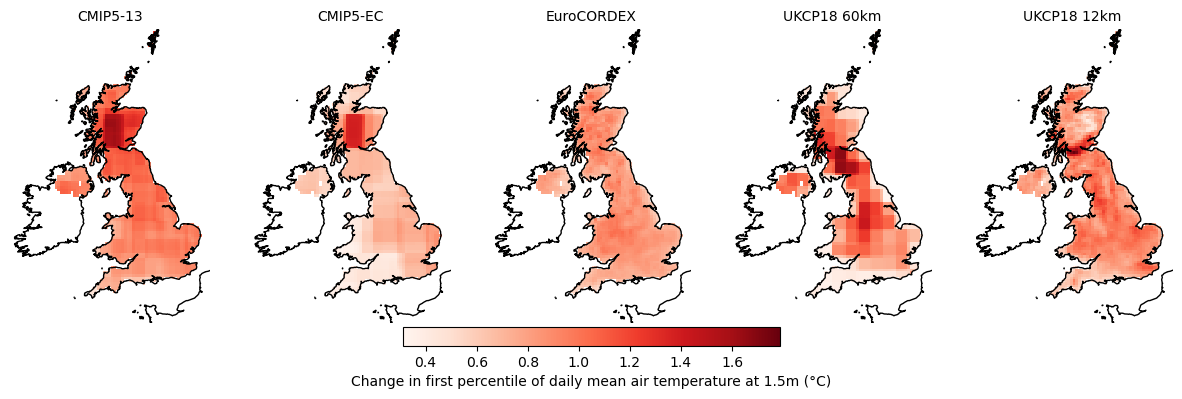 CMIP5-13
CMIP5-EC
EuroCORDEX
UKCP18 60km
UKCP18 12km
0.4 0.6 0.8 1.0 1.2 1.4 1.6
Change in first percentile of daily mean air temperature at 1.5m (°C)